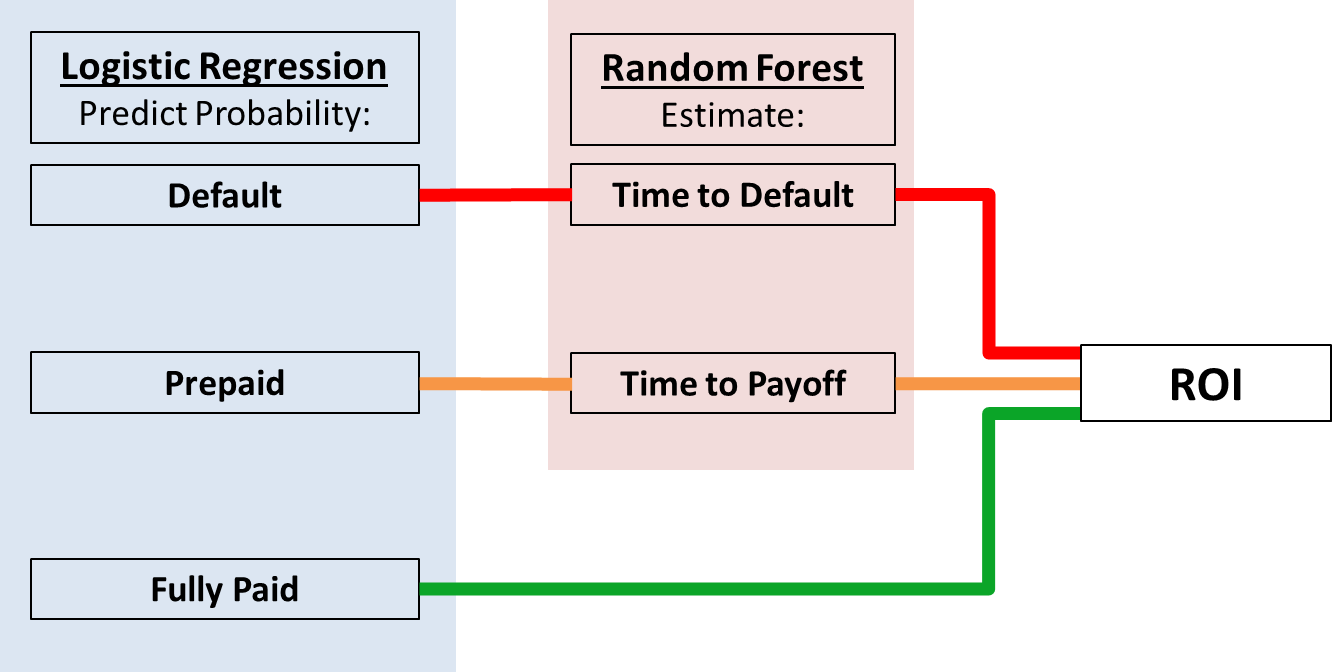 Logistic Regression
Predict Probability:
Random Forest
Estimate:
Default
Time to Default
Prepaid
Time to Payoff
ROI
Fully Paid